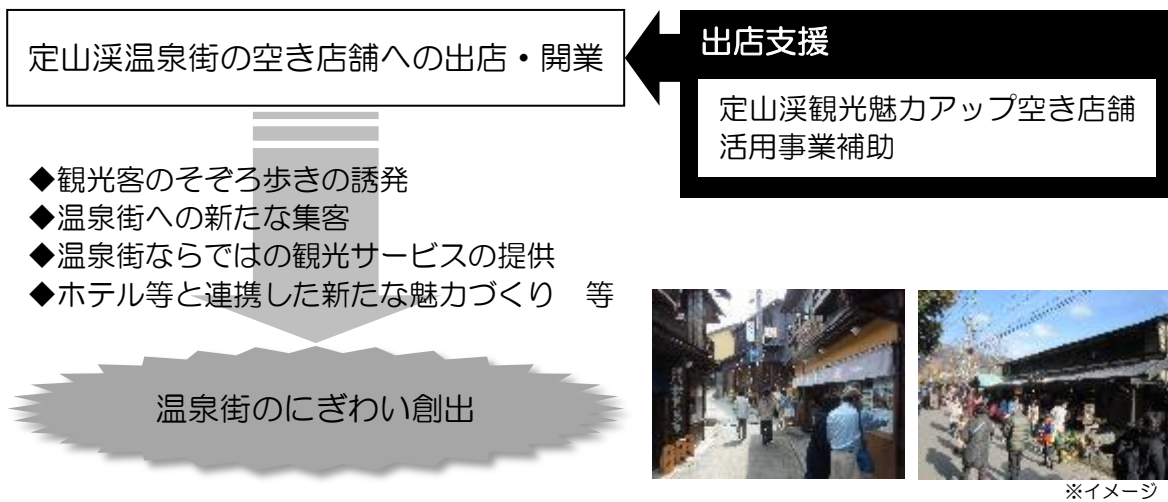 定山渓温泉街の空き店舗への出店・開業
出店支援
定山渓観光魅力アップ空き店舗
活用事業補助
◆観光客のそぞろ歩きの誘発
◆温泉街への新たな集客
◆温泉街ならではの観光サービスの提供
◆ホテル等と連携した新たな魅力づくり　等
温泉街のにぎわい創出
※イメージ